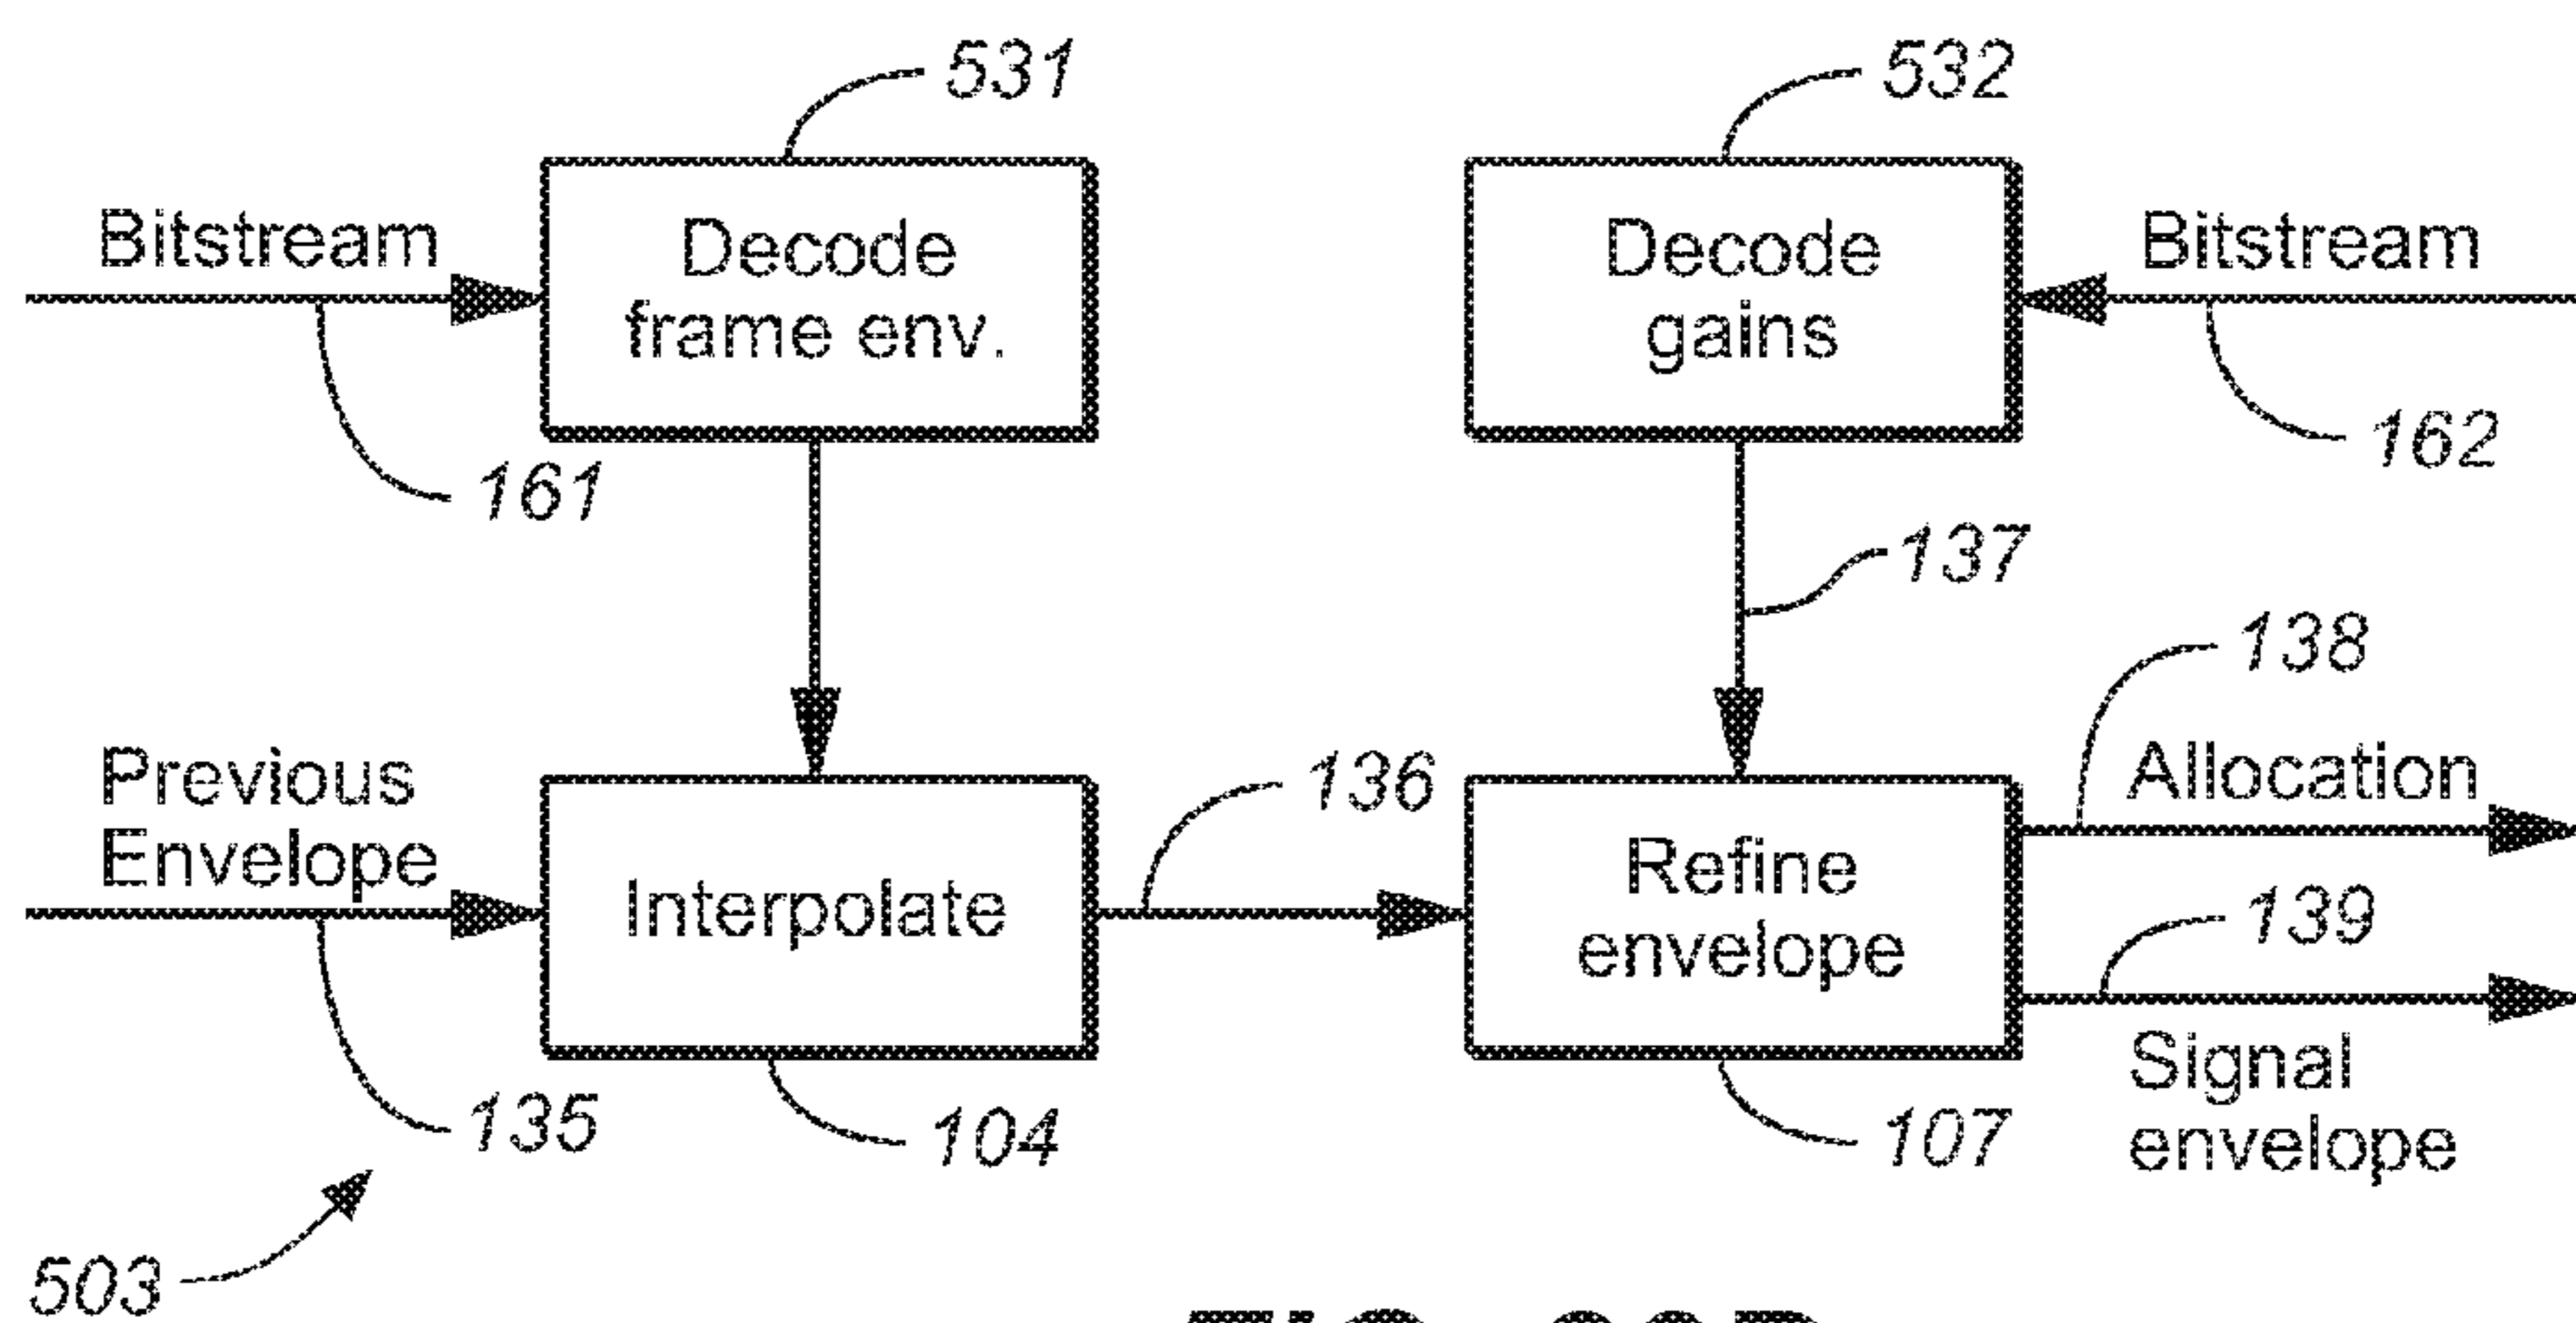 531
532
Bitstream
Decode
frame env.
Decode
gains
Bitstream
161
162
137
138
Previous
Envelope
Interpolate
136
Refine
envelope
Allocation
139
Signal
envelope
135
104
107
503